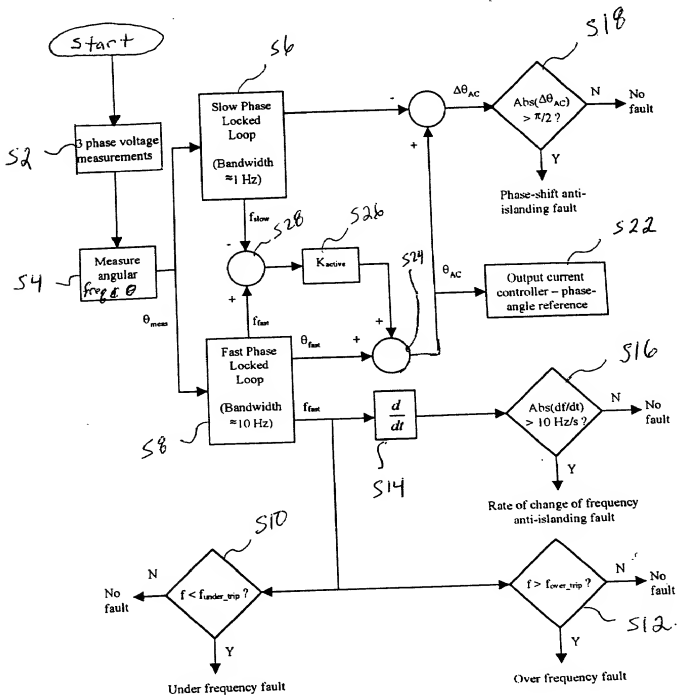 start
S2
3 phase voltage
measurements
S4
Measure
angular
freq & θ
θmeas
S6
Slow Phase
Locked
Loop
(Bandwidth
≈1 Hz)
fslow
-
S28
+
ffast
S26
Kactive
S8
Fast Phase
Locked
Loop
(Bandwidth
≈10 Hz)
θfast
+
+
S24
ffast
-
+
ΔθAC
S18
Abs(ΔθAC)
> π/2 ?
N
No
fault
Y
Phase-shift anti-
islanding fault
θAC
S22
Output current
controller – phase-
angle reference
d
dt
S14
S16
Abs(df/dt)
> 10 Hz/s ?
N
No
fault
Y
Rate of change of frequency
anti-islanding fault
S10
f < funder_trip ?
N
No
fault
Y
Under frequency fault
f > fover_trip ?
N
No
fault
S12.
Y
Over frequency fault